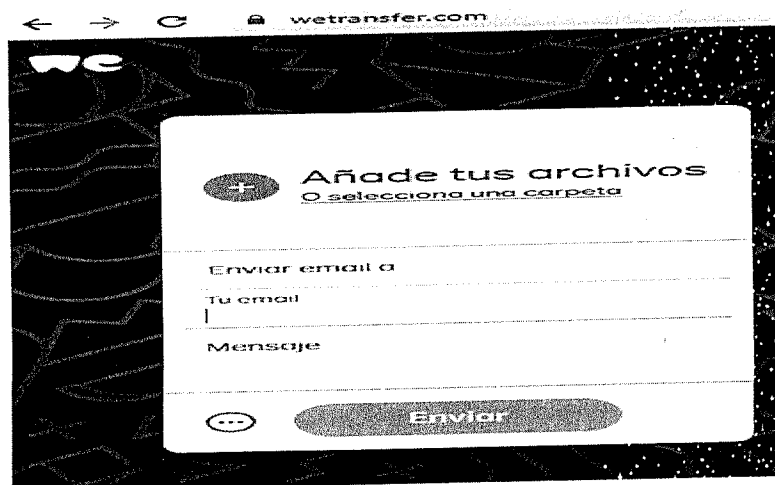 wetransfer.com
we
Añade tus archivos
O selecciona una carpeta
Enviar email a
Tu email
Mensaje
Enviar